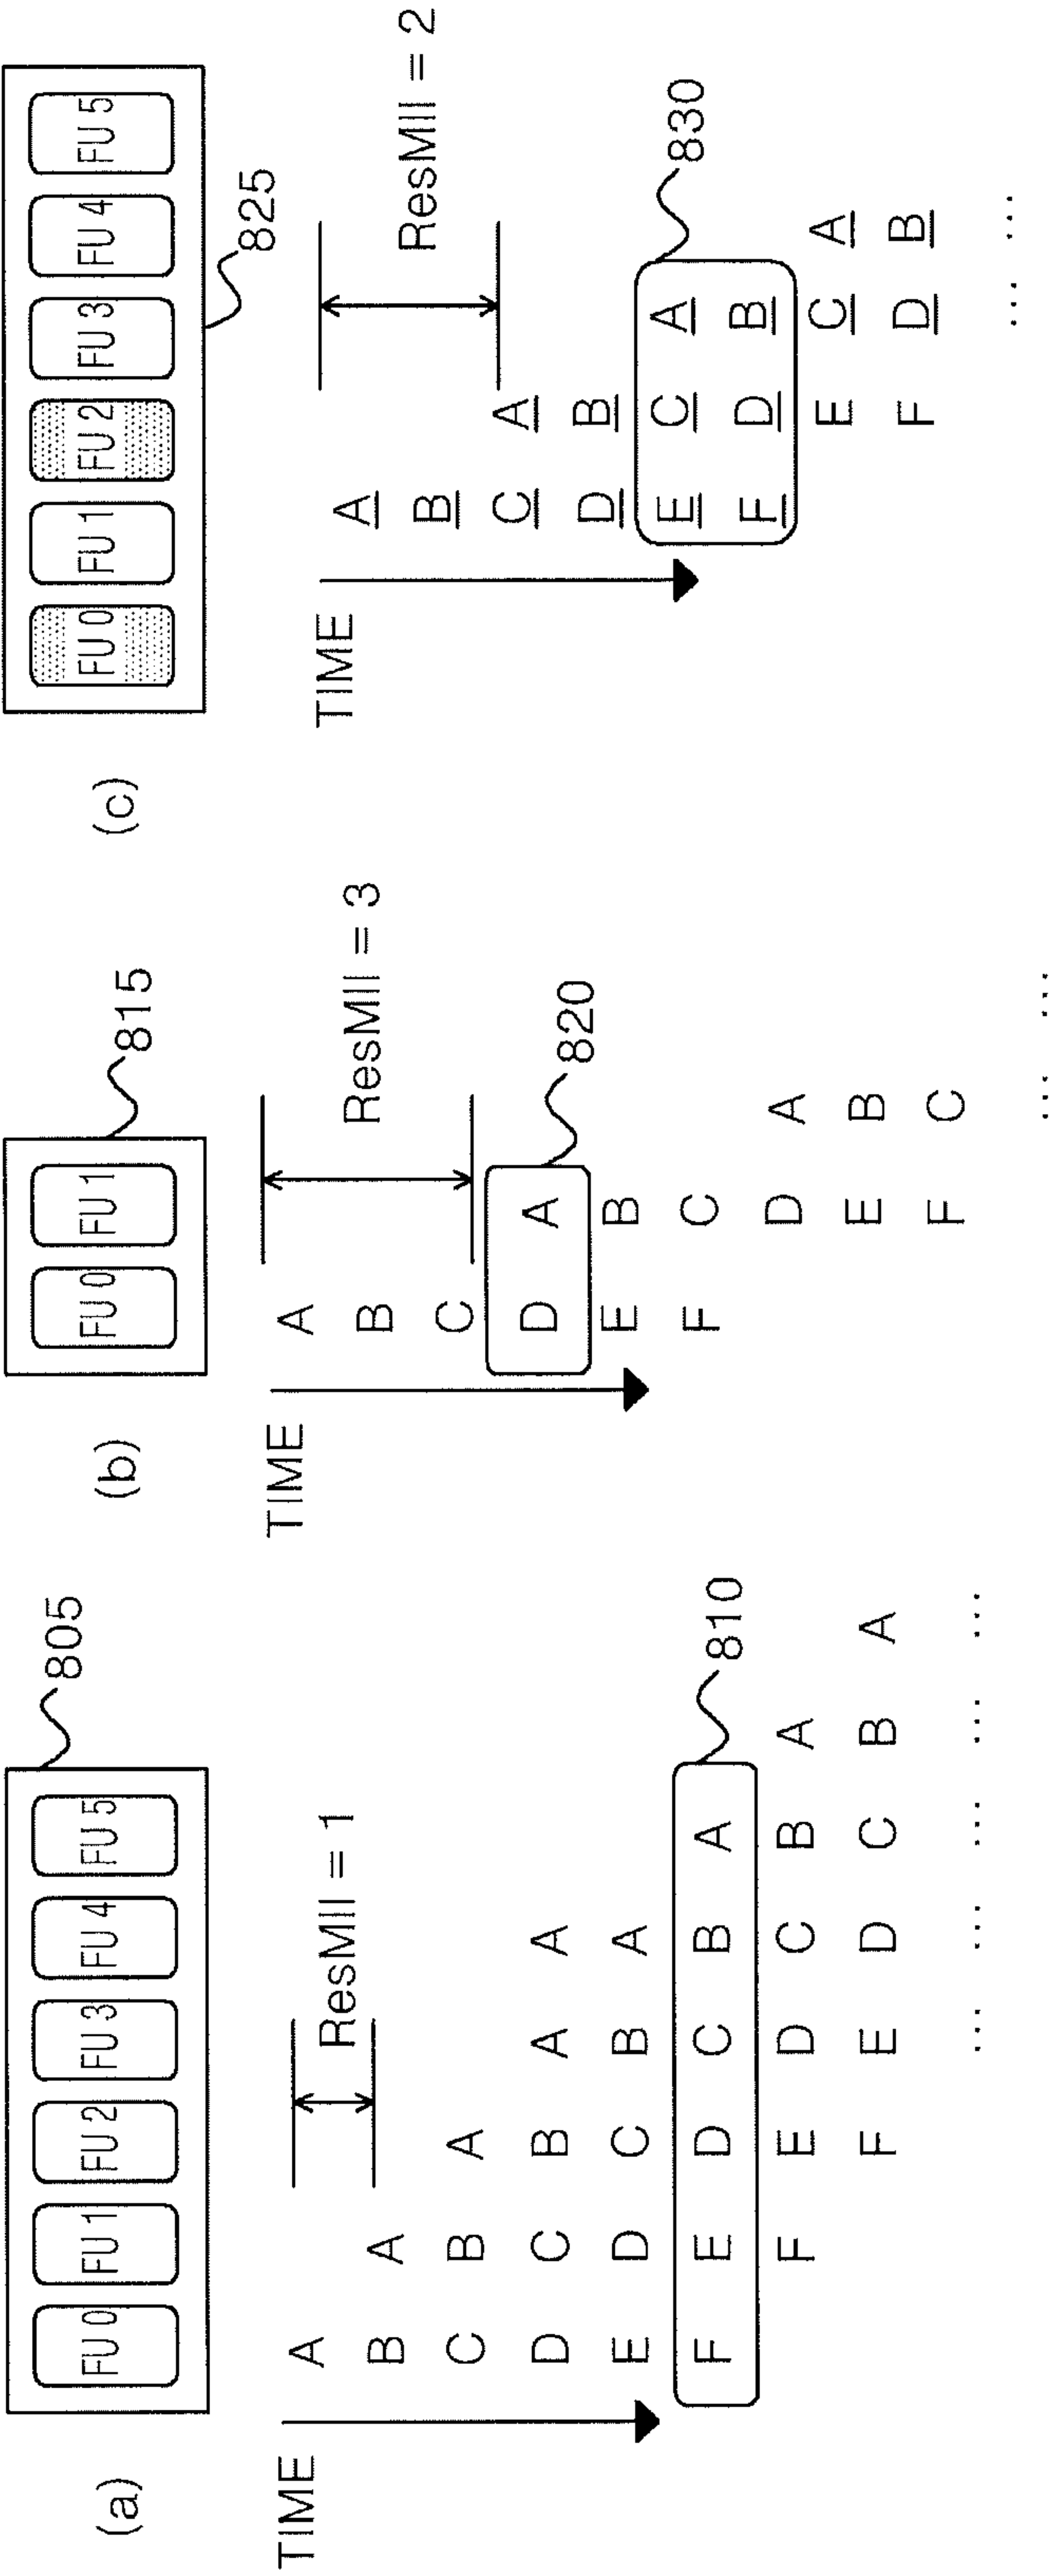 (a)
FU 0 FU 1 FU 2 FU 3 FU 4 FU 5
805
TIME
ResMII = 1
A
B A
C B A
D C B A A
E D C B A
F E D C B A
810
F E D C B A
F E D C B A
... ... ... ... ...
(b)
FU 0 FU 1
815
TIME
ResMII = 3
A
B
C
D A
820
E B
F C
D A
E B
F C
... ...
(c)
FU 0 FU 1 FU 2 FU 3 FU 4 FU 5
825
TIME
ResMII = 2
A
B
C A
D B
E C A
F D B
830
E C A
F D B
... ...